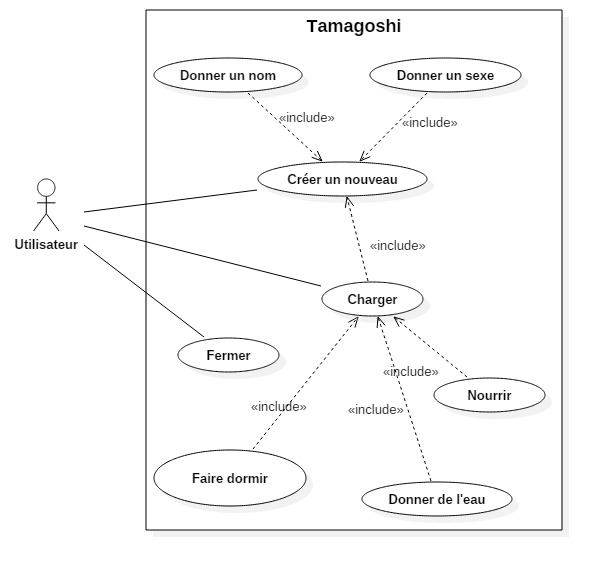 Tamagoshi
Donner un nom
Donner un sexe
«include»
«include»
Créer un nouveau
Utilisateur
«include»
Charger
Fermer
«include»
Nourrir
«include»
«include»
Faire dormir
Donner de l'eau